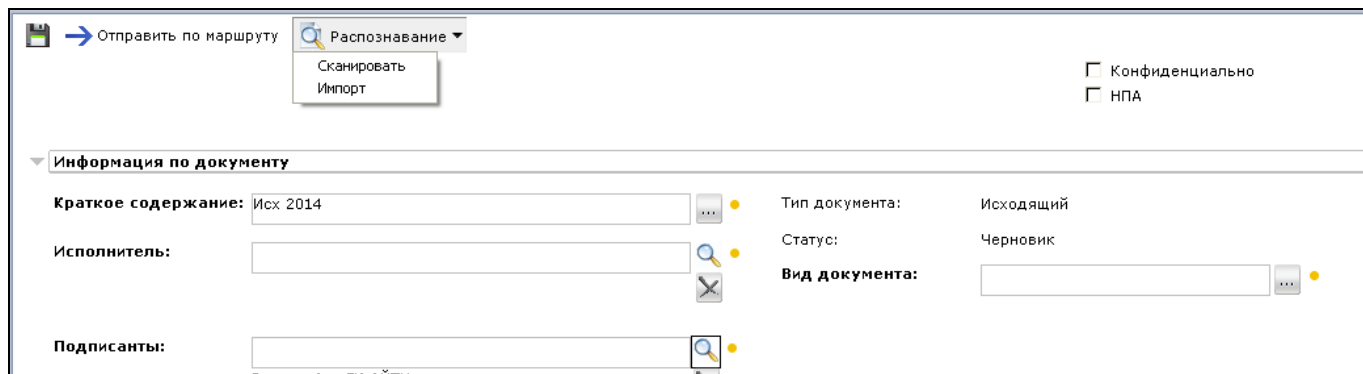 Отправить по маршруту Распознавание
Сканировать
Импорт
Конфиденциально
НПА
Информация по документу
Краткое содержание: Исх 2014 ...
Тип документа: Исходящий
Исполнитель:
Статус: Черновик
Вид документа: ...
Подписанты: